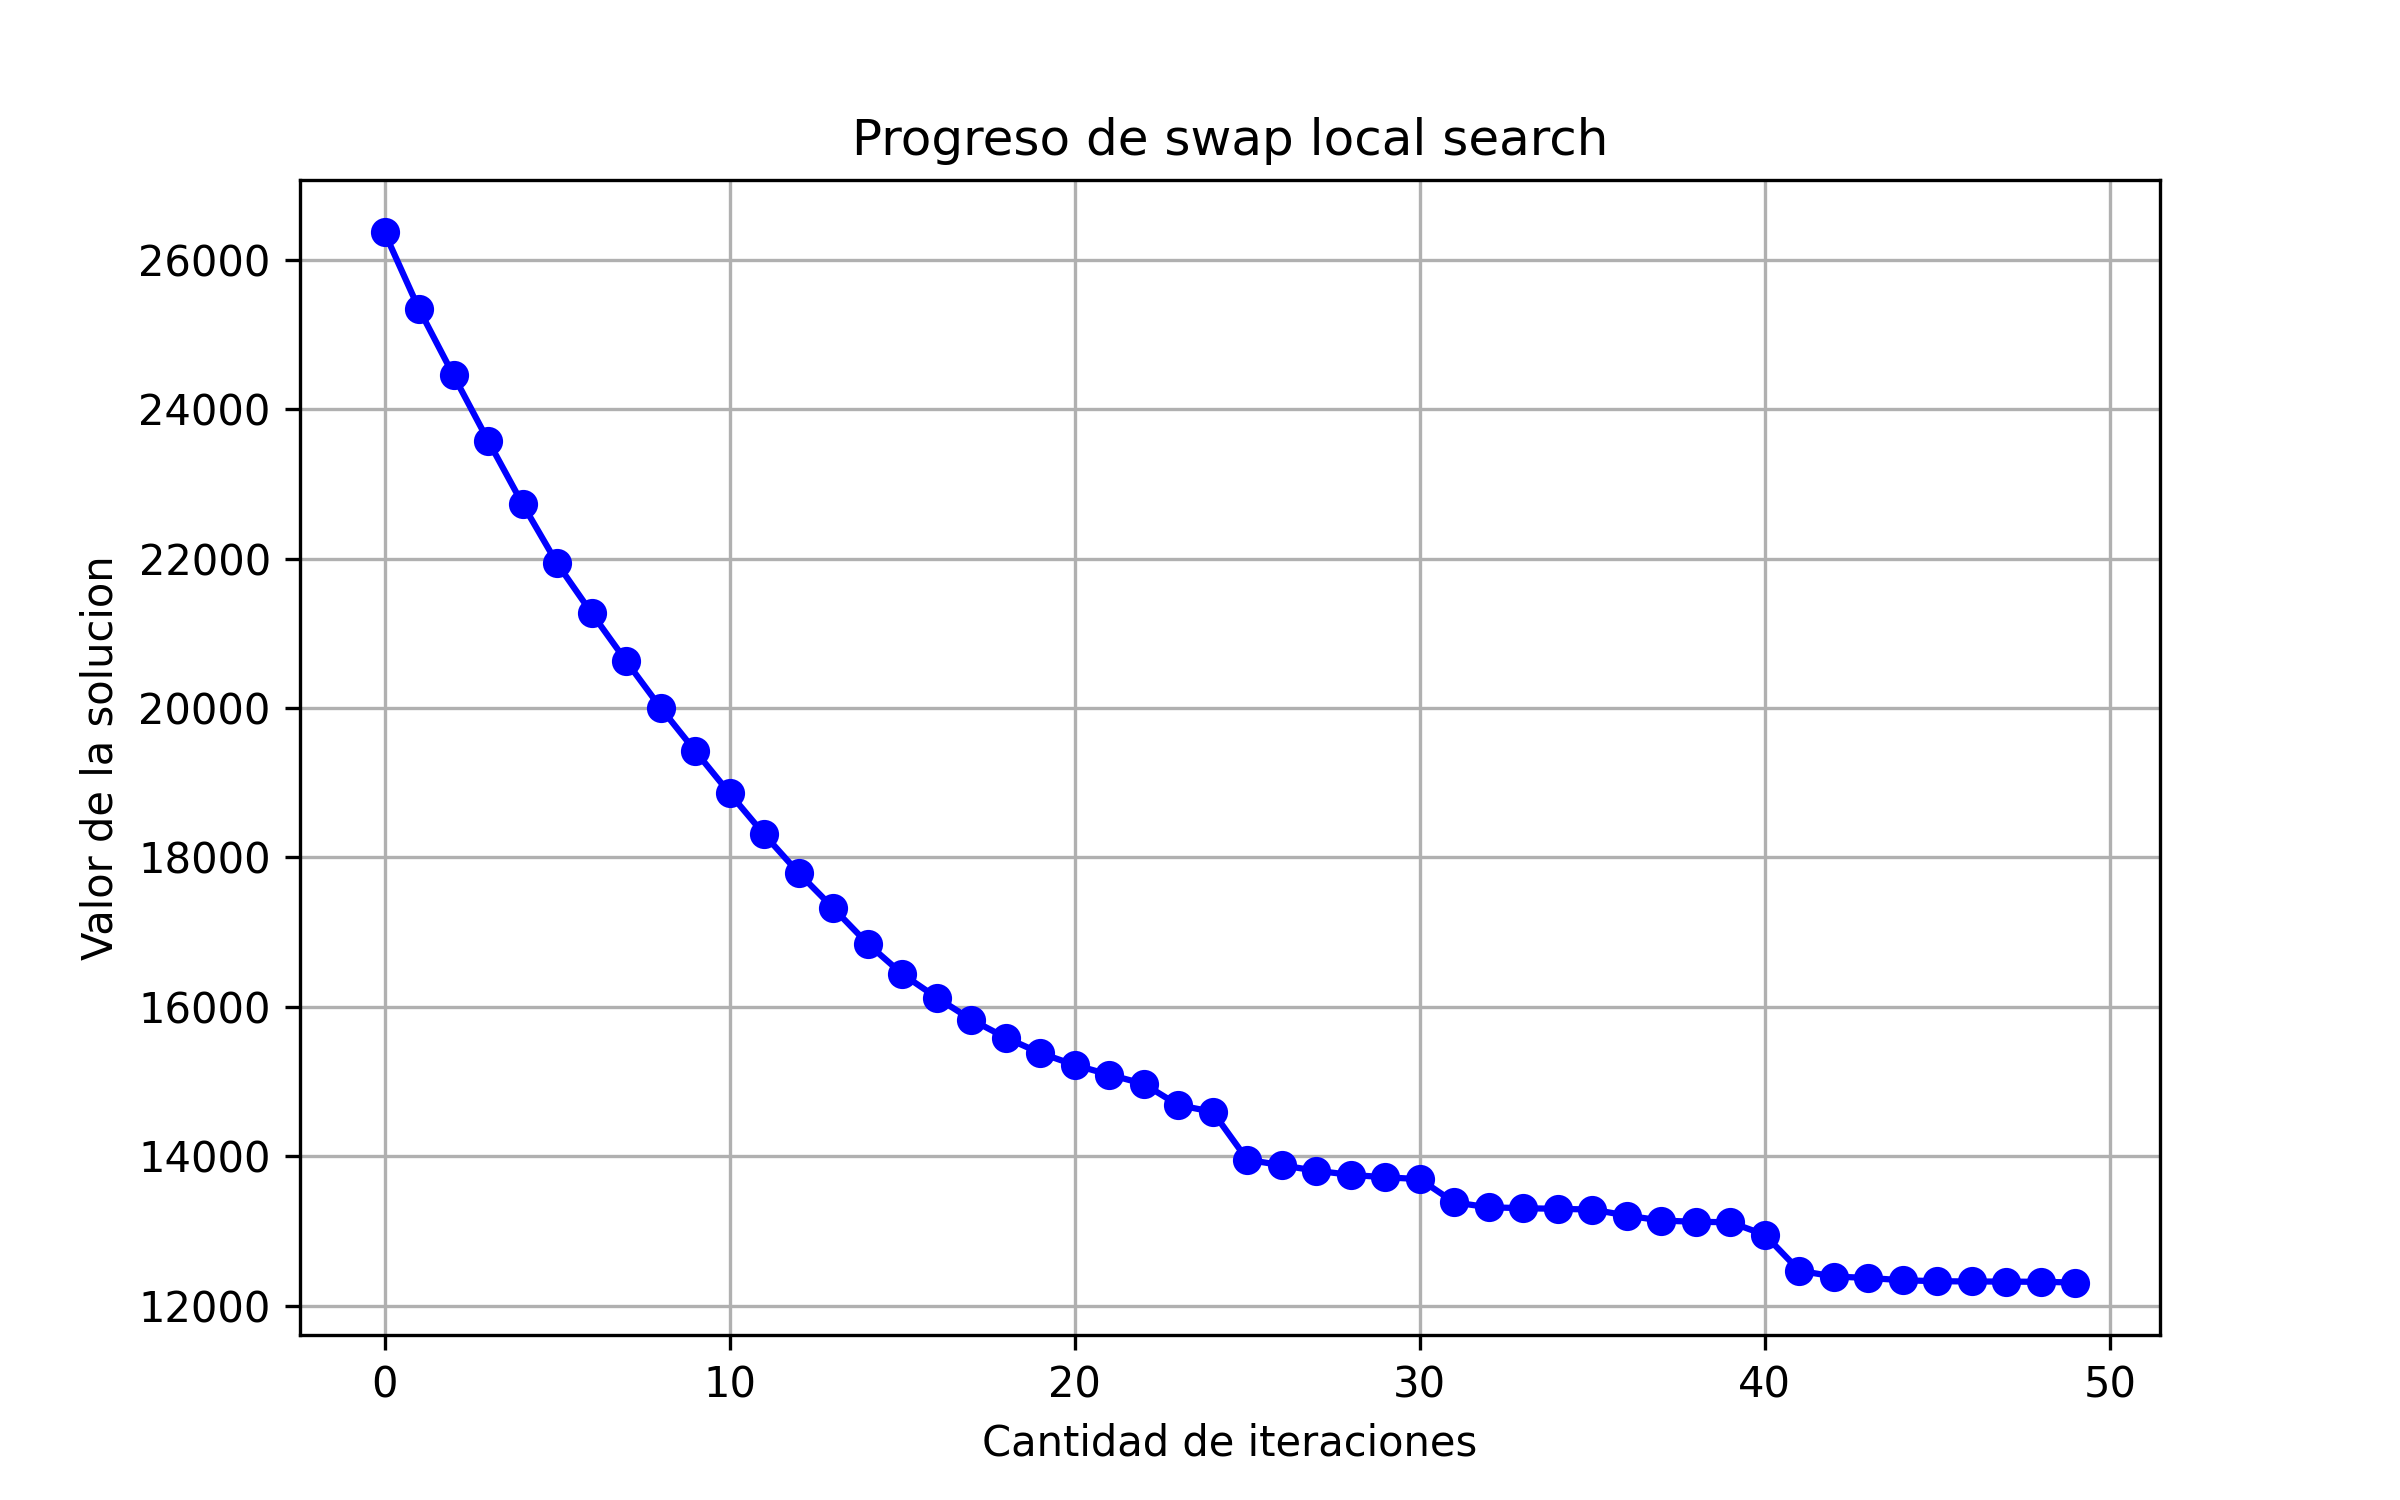 Progreso de swap local search
Valor de la solucion
26000
24000
22000
20000
18000
16000
14000
12000
0 10 20 30 40 50
Cantidad de iteraciones